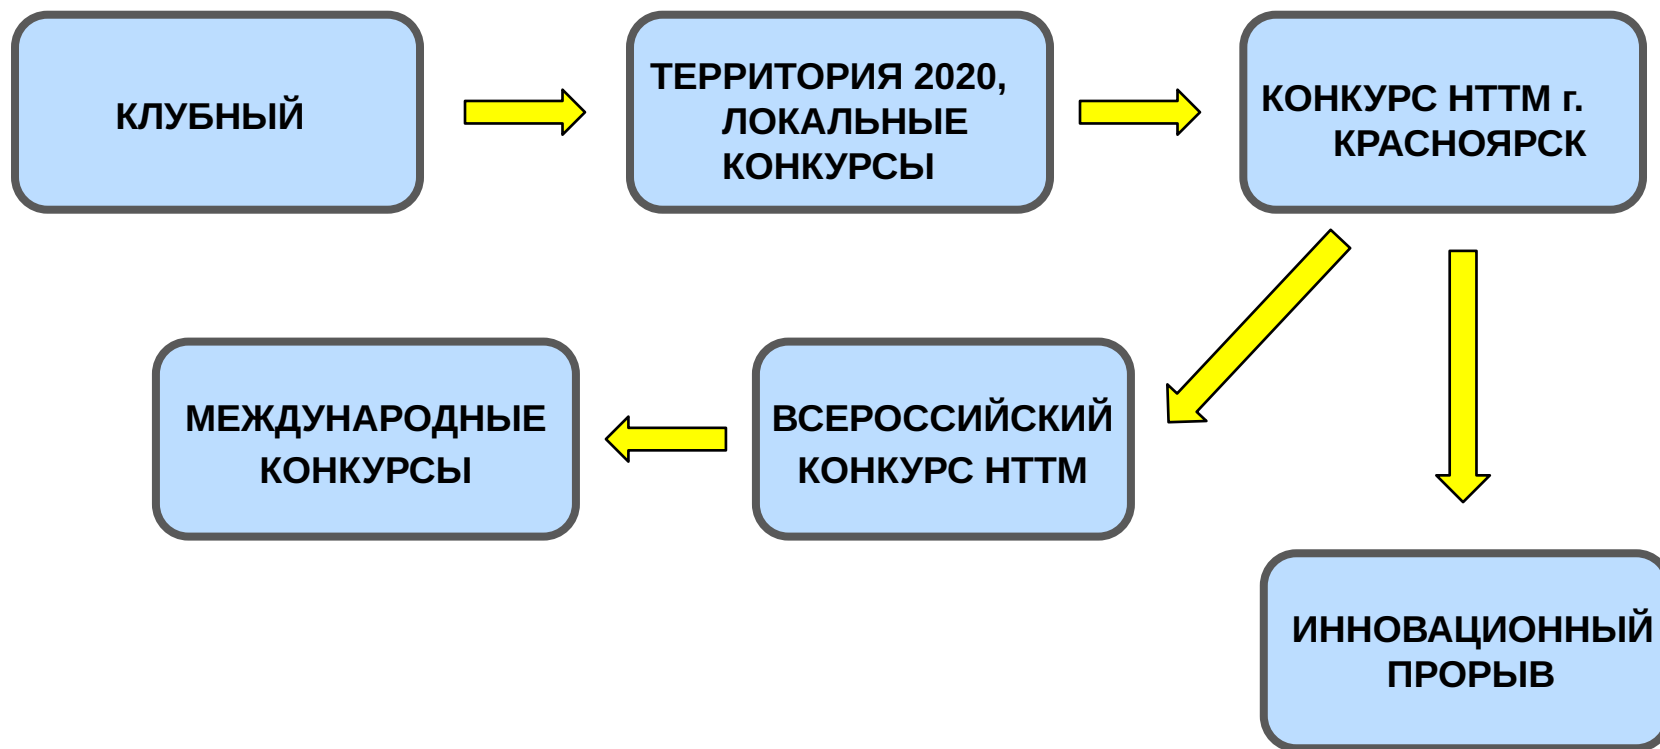 КЛУБНЫЙ
ТЕРРИТОРИЯ 2020,
ЛОКАЛЬНЫЕ
КОНКУРСЫ
КОНКУРС НТТМ г.
КРАСНОЯРСК
МЕЖДУНАРОДНЫЕ
КОНКУРСЫ
ВСЕРОССИЙСКИЙ
КОНКУРС НТТМ
ИННОВАЦИОННЫЙ
ПРОРЫВ